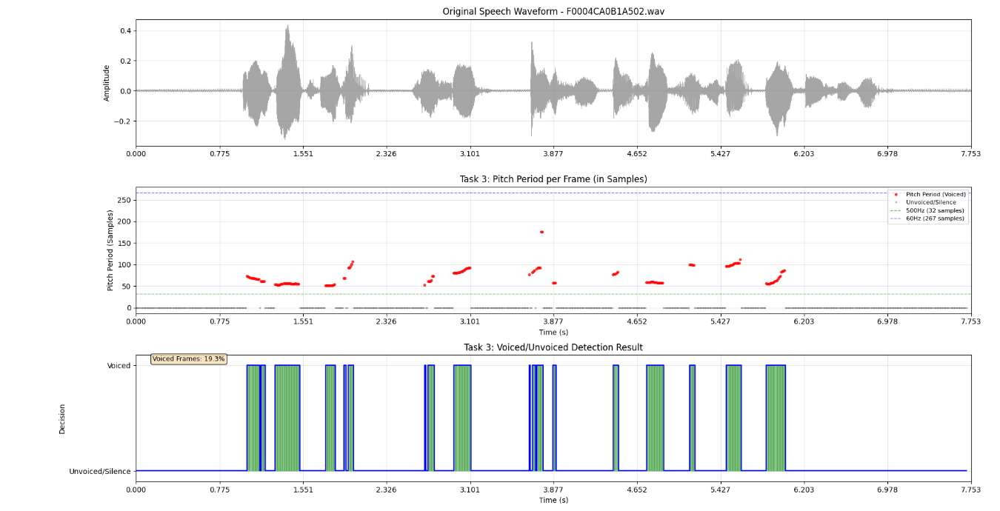 Original Speech Waveform - F0004CA0B1A502.wav
Amplitude
0.4
0.2
0.0
−0.2
0.000 0.775 1.551 2.326 3.101 3.877 4.652 5.427 6.203 6.978 7.753
Task 3: Pitch Period per Frame (in Samples)
Pitch Period (Samples)
250
200
150
100
50
0
Pitch Period (Voiced)
Unvoiced/Silence
500Hz (32 samples)
60Hz (267 samples)
0.000 0.775 1.551 2.326 3.101 3.877 4.652 5.427 6.203 6.978 7.753
Time (s)
Task 3: Voiced/Unvoiced Detection Result
Voiced Frames: 19.3%
Voiced
Decision
Unvoiced/Silence
0.000 0.775 1.551 2.326 3.101 3.877 4.652 5.427 6.203 6.978 7.753
Time (s)